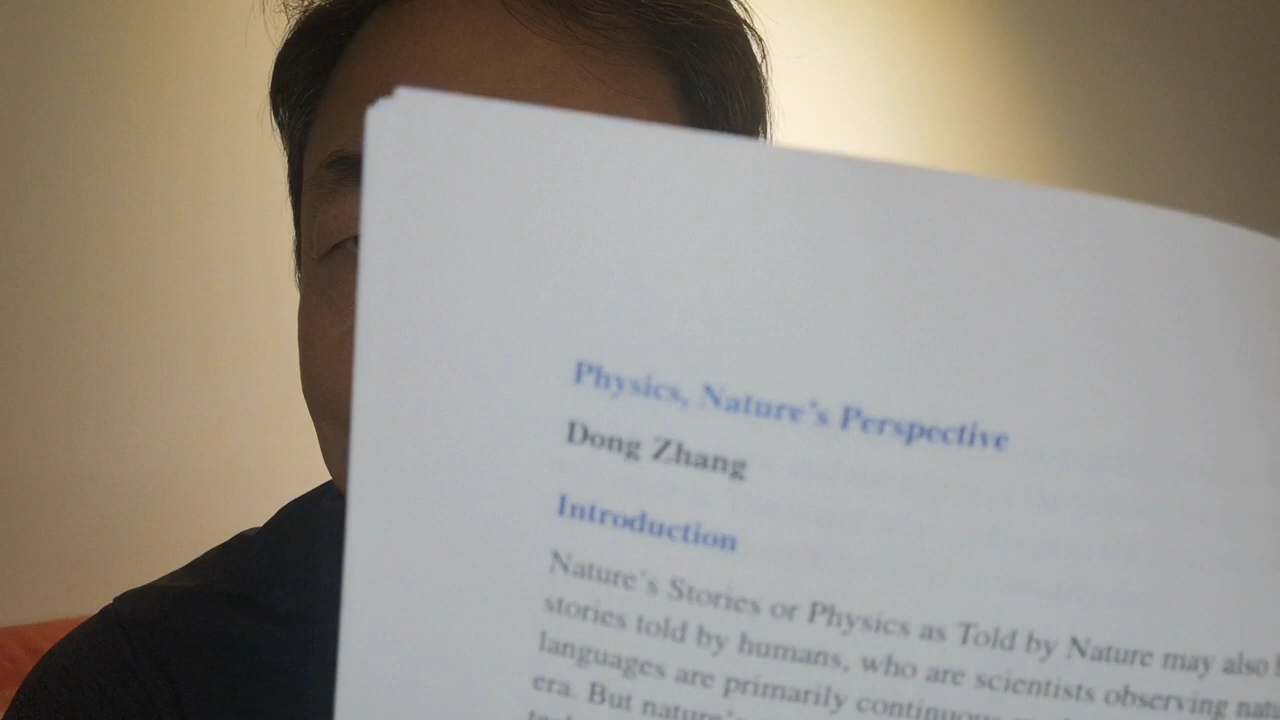 Physics, Nature's Perspective
Dong Zhang
Introduction
Nature's Stories or Physics as Told by Nature may also
stories told by humans, who are scientists observing
languages are primarily continuous
era. But nature's